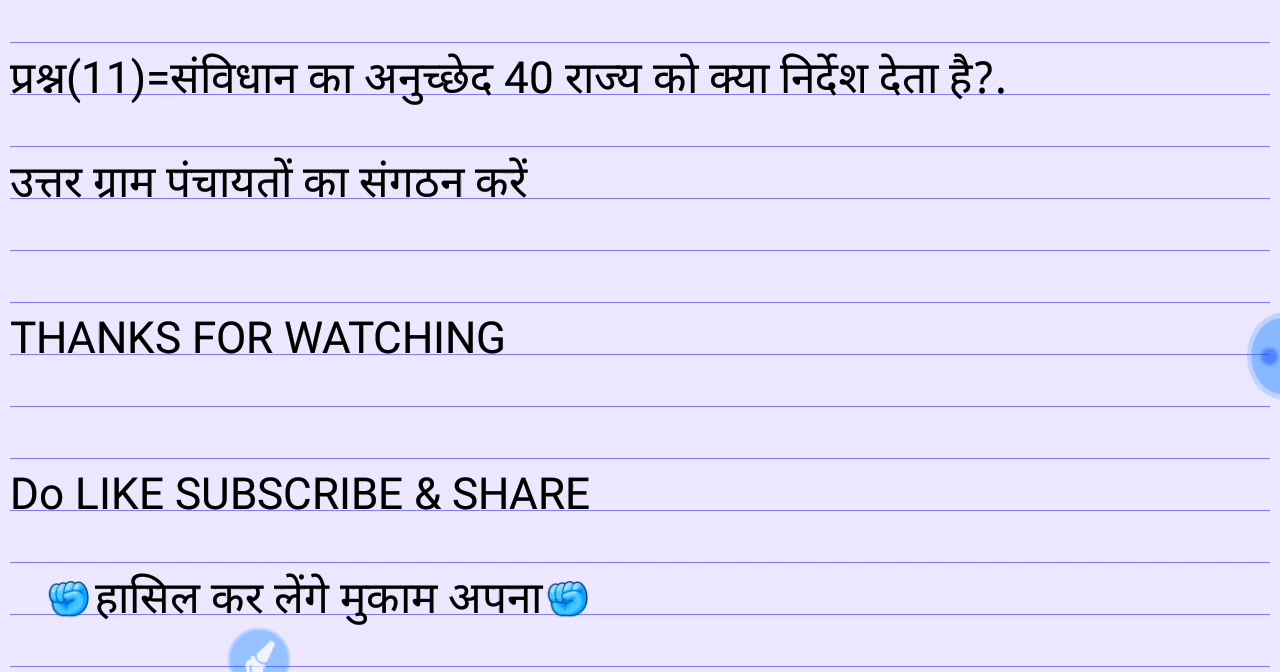 प्रश्न(11)=संविधान का अनुच्छेद 40 राज्य को क्या निर्देश देता है?.
उत्तर ग्राम पंचायतों का संगठन करें
THANKS FOR WATCHING
Do LIKE SUBSCRIBE & SHARE
✊हासिल कर लेंगे मुकाम अपना✊